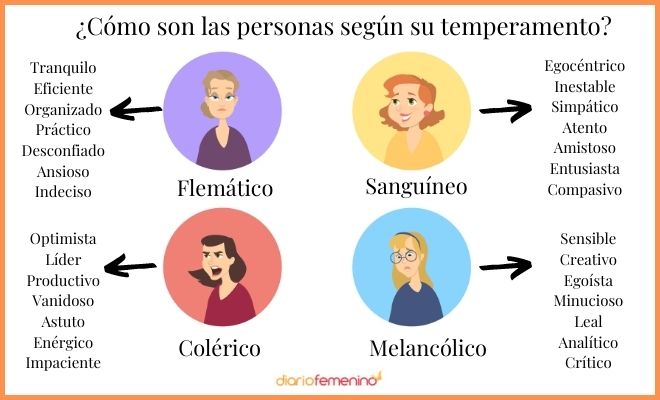 ¿Cómo son las personas según su temperamento?
Tranquilo
Eficiente
Organizado
Práctico
Desconfiado
Ansioso
Indeciso
Flemático
Sanguíneo
Egocéntrico
Inestable
Simpático
Atento
Amistoso
Entusiasta
Compasivo
Optimista
Líder
Productivo
Vanidoso
Astuto
Enérgico
Impaciente
Colérico
Melancólico
Sensible
Creativo
Egoísta
Minucioso
Leal
Analítico
Crítico
diariofemenino